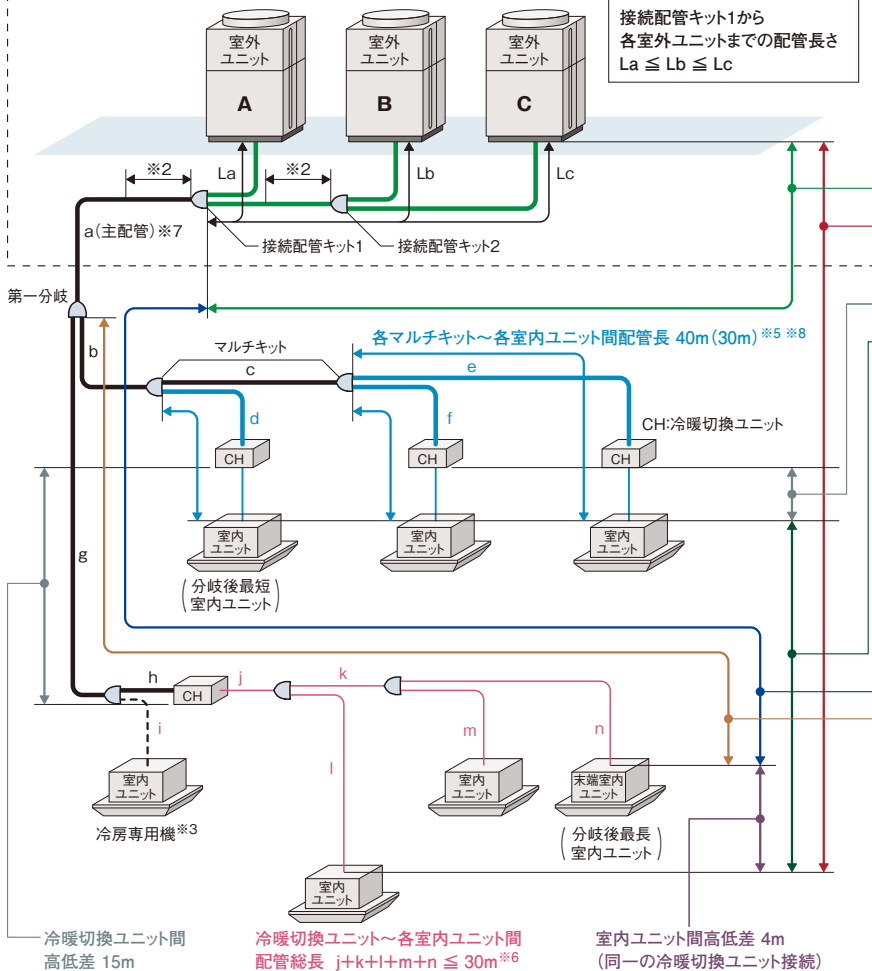 接続配管キット1から
各室外ユニットまでの配管長さ
La ≦ Lb ≦ Lc
室外
ユニット
A
室外
ユニット
B
室外
ユニット
C
※2
La
※2
Lb
Lc
a(主配管)※7
接続配管キット1
接続配管キット2
第一分岐
b
マルチキット
c
各マルチキット～各室内ユニット間配管長 40m(30m)※5 ※8
e
d
f
CH:冷暖切換ユニット
CH
CH
CH
室内
ユニット
室内
ユニット
室内
ユニット
(分岐後最短
室内ユニット)
g
h
CH
j
k
i
l
m
n
室内
ユニット
冷房専用機※3
室内
ユニット
末端室内
ユニット
(分岐後最長
室内ユニット)
室内
ユニット
冷暖切換ユニット間
高低差 15m
冷暖切換ユニット～各室内ユニット間
配管総長 j+k+l+m+n ≦ 30m※6
室内ユニット間高低差 4m
(同一の冷暖切換ユニット接続)